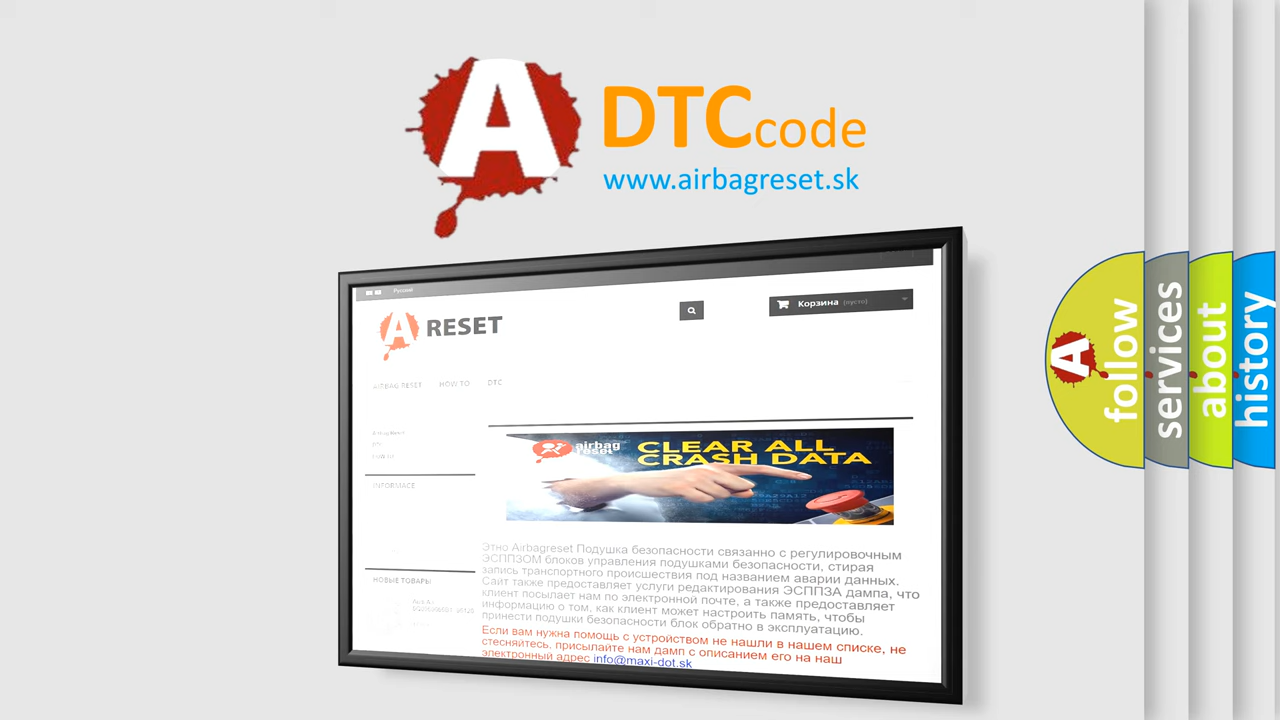 A DTCcode
www.airbagreset.sk
Русский
A RESET
Корзина (пусто)
AIRBAG RESET HOW TO DTC
airbag
reset
CLEAR ALL
CRASH DATA
INFORMACE
Этно Airbagreset Подушка безопасности связанно с регулировочным
ЭСППЗОМ блоков управления подушками безопасности, стирая
запись транспортного происшествия под названием аварии данных.
Сайт также предоставляет услуги редактирования ЭСППЗА дампа, что
клиент посылает нам по электронной почте, а также предоставляет
информацию о том, как клиент может настроить память, чтобы
принести подушки безопасности блок обратно в эксплуатацию.
Если вам нужна помощь с устройством не нашли в нашем списке, не
стесняйтесь, присылайте нам дамп с описанием его на наш
электронный адрес info@maxi-dot.sk
НОВЫЕ ТОВАРЫ
A
follow
services
about
history